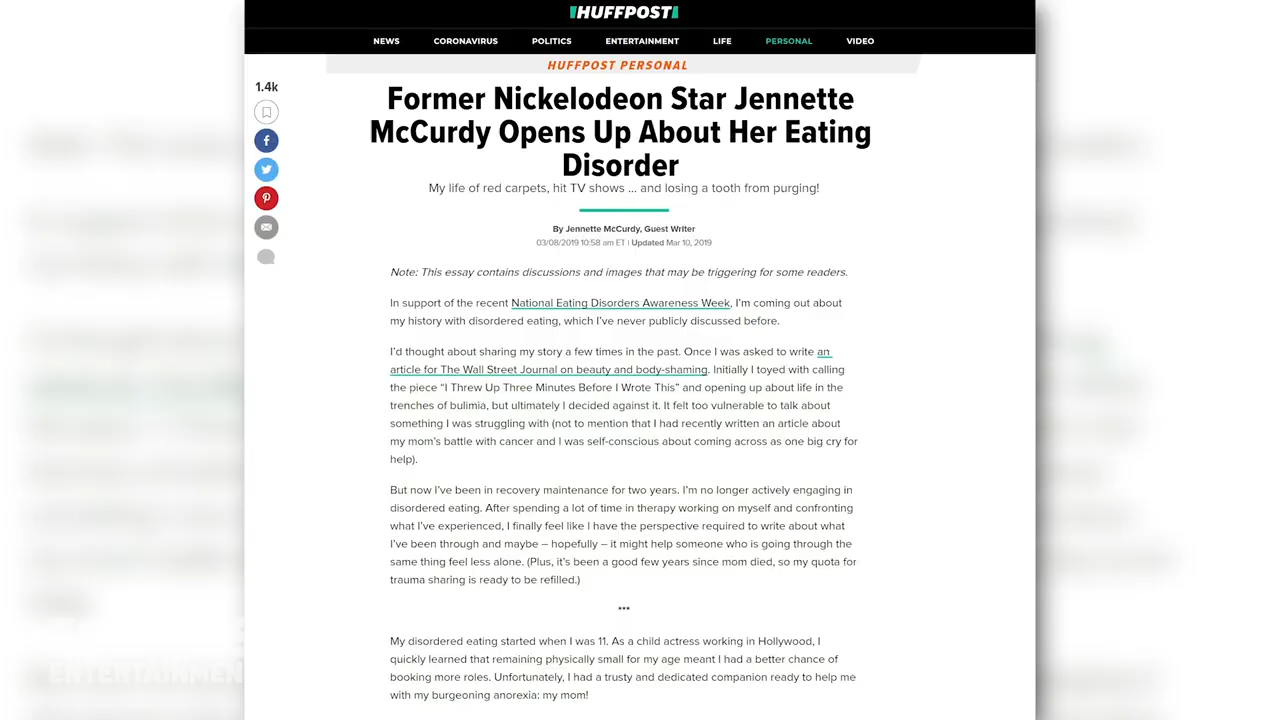 HUFFPOST
NEWS CORONAVIRUS POLITICS ENTERTAINMENT LIFE PERSONAL VIDEO
HUFFPOST PERSONAL
1.4k
Former Nickelodeon Star Jennette
McCurdy Opens Up About Her Eating
Disorder
My life of red carpets, hit TV shows ... and losing a tooth from purging!
By Jennette McCurdy, Guest Writer
03/08/2019 10:58 am ET | Updated Mar 10, 2019
Note: This essay contains discussions and images that may be triggering for some readers.
In support of the recent National Eating Disorders Awareness Week, I’m coming out about
my history with disordered eating, which I’ve never publicly discussed before.
I’d thought about sharing my story a few times in the past. Once I was asked to write an
article for The Wall Street Journal on beauty and body-shaming. Initially I toyed with calling
the piece “I Threw Up Three Minutes Before I Wrote This” and opening up about life in the
trenches of bulimia, but ultimately I decided against it. It felt too vulnerable to talk about
something I was struggling with (not to mention that I had recently written an article about
my mom’s battle with cancer and I was self-conscious about coming across as one big cry for
help).
But now I’ve been in recovery maintenance for two years. I’m no longer actively engaging in
disordered eating. After spending a lot of time in therapy working on myself and confronting
what I’ve experienced, I finally feel like I have the perspective required to write about what
I’ve been through and maybe – hopefully – it might help someone who is going through the
same thing feel less alone. (Plus, it’s been a good few years since mom died, so my quota for
trauma sharing is ready to be refilled.)
***
My disordered eating started when I was 11. As a child actress working in Hollywood, I
quickly learned that remaining physically small for my age meant I had a better chance of
booking more roles. Unfortunately, I had a trusty and dedicated companion ready to help me
with my burgeoning anorexia: my mom!